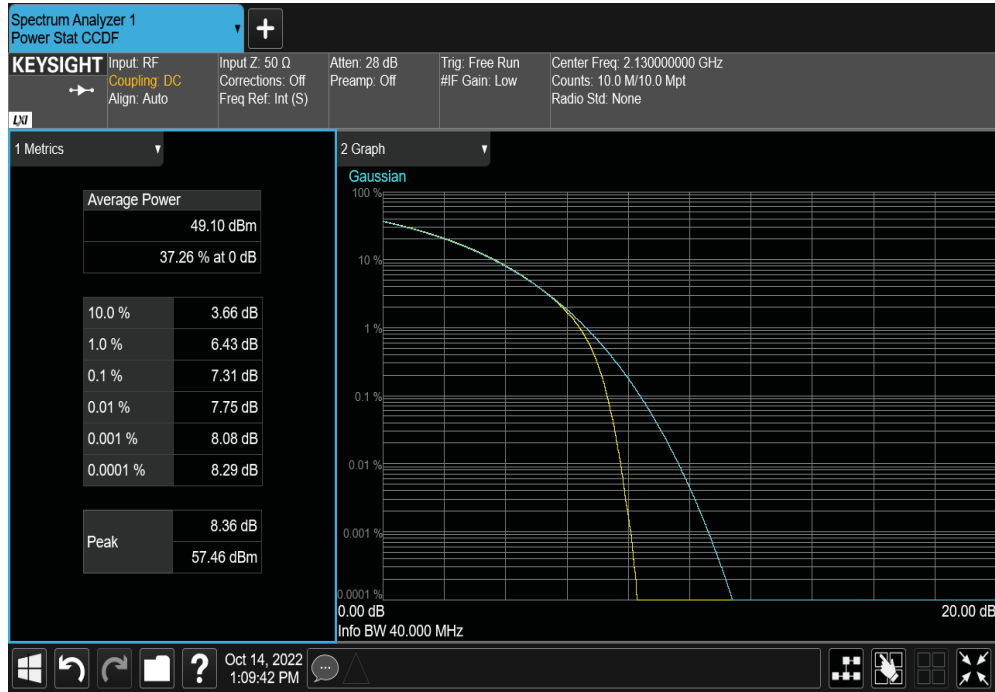 Spectrum Analyzer 1
Power Stat CCDF
+
KEYSIGHT
LXI
Input: RF
Coupling: DC
Align: Auto
Input Z: 50 Ω
Corrections: Off
Freq Ref: Int (S)
Atten: 28 dB
Preamp: Off
Trig: Free Run
#IF Gain: Low
Center Freq: 2.130000000 GHz
Counts: 10.0 M/10.0 Mpt
Radio Std: None
1 Metrics
Average Power
49.10 dBm
37.26 % at 0 dB
10.0 % 3.66 dB
1.0 % 6.43 dB
0.1 % 7.31 dB
0.01 % 7.75 dB
0.001 % 8.08 dB
0.0001 % 8.29 dB
Peak
8.36 dB
57.46 dBm
2 Graph
Gaussian
100 %
10 %
1 %
0.1 %
0.01 %
0.001 %
0.0001 %
0.00 dB
20.00 dB
Info BW 40.000 MHz
?
Oct 14, 2022
1:09:42 PM